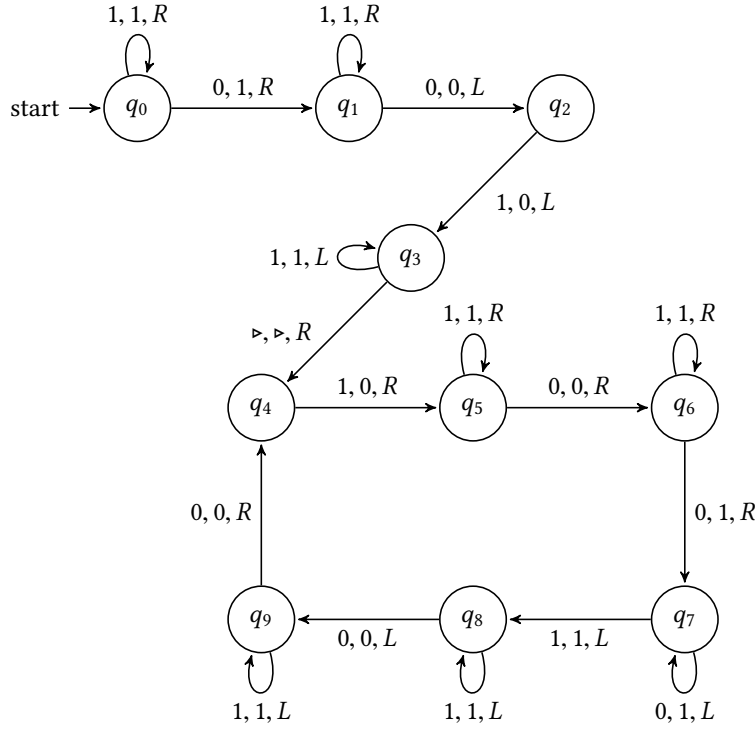 1, 1, R 1, 1, R
start q0 0, 1, R q1 0, 0, L q2
1, 0, L
1, 1, L q3
▹, ▹, R 1, 1, R 1, 1, R
q4 1, 0, R q5 0, 0, R q6
0, 0, R 0, 1, R
q9 0, 0, L q8 1, 1, L q7
1, 1, L 1, 1, L 0, 1, L